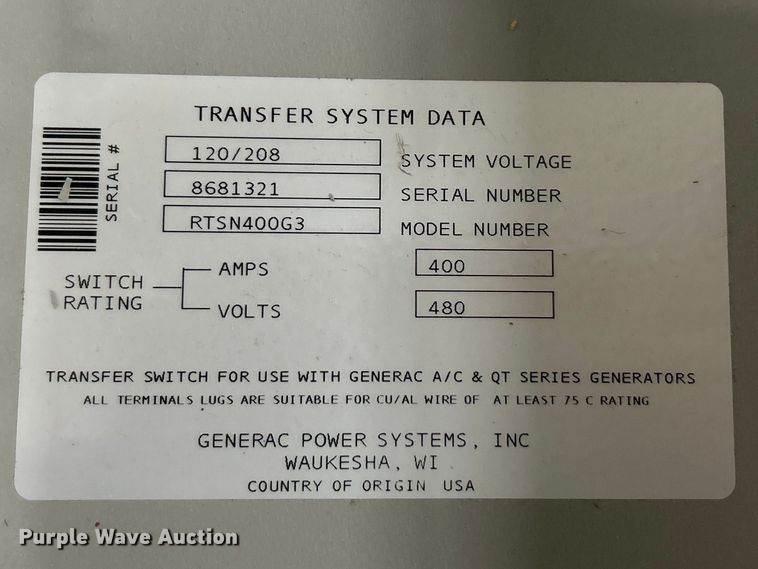 TRANSFER SYSTEM DATA
120/208 SYSTEM VOLTAGE
8681321 SERIAL NUMBER
RTSN400G3 MODEL NUMBER
SERIAL #
SWITCH RATING
AMPS 400
VOLTS 480
TRANSFER SWITCH FOR USE WITH GENERAC A/C & QT SERIES GENERATORS
ALL TERMINALS LUGS ARE SUITABLE FOR CU/AL WIRE OF AT LEAST 75 C RATING
GENERAC POWER SYSTEMS, INC
WAUKESHA, WI
COUNTRY OF ORIGIN USA
Purple Wave Auction